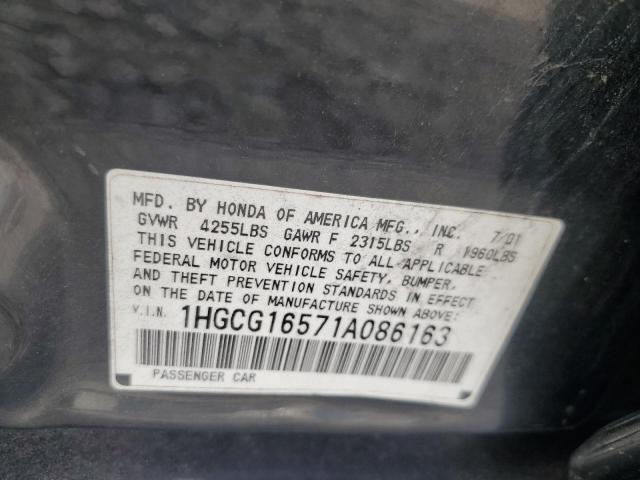 MFD. BY HONDA OF AMERICA MFG., INC. 7/01
GVWR 4255LBS GAWR F 2315LBS R 1960LBS
THIS VEHICLE CONFORMS TO ALL APPLICABLE
FEDERAL MOTOR VEHICLE SAFETY, BUMPER,
AND THEFT PREVENTION STANDARDS IN EFFECT
ON THE DATE OF MANUFACTURE SHOWN ABOVE.
V.I.N. 1HGCG16571A086163
PASSENGER CAR